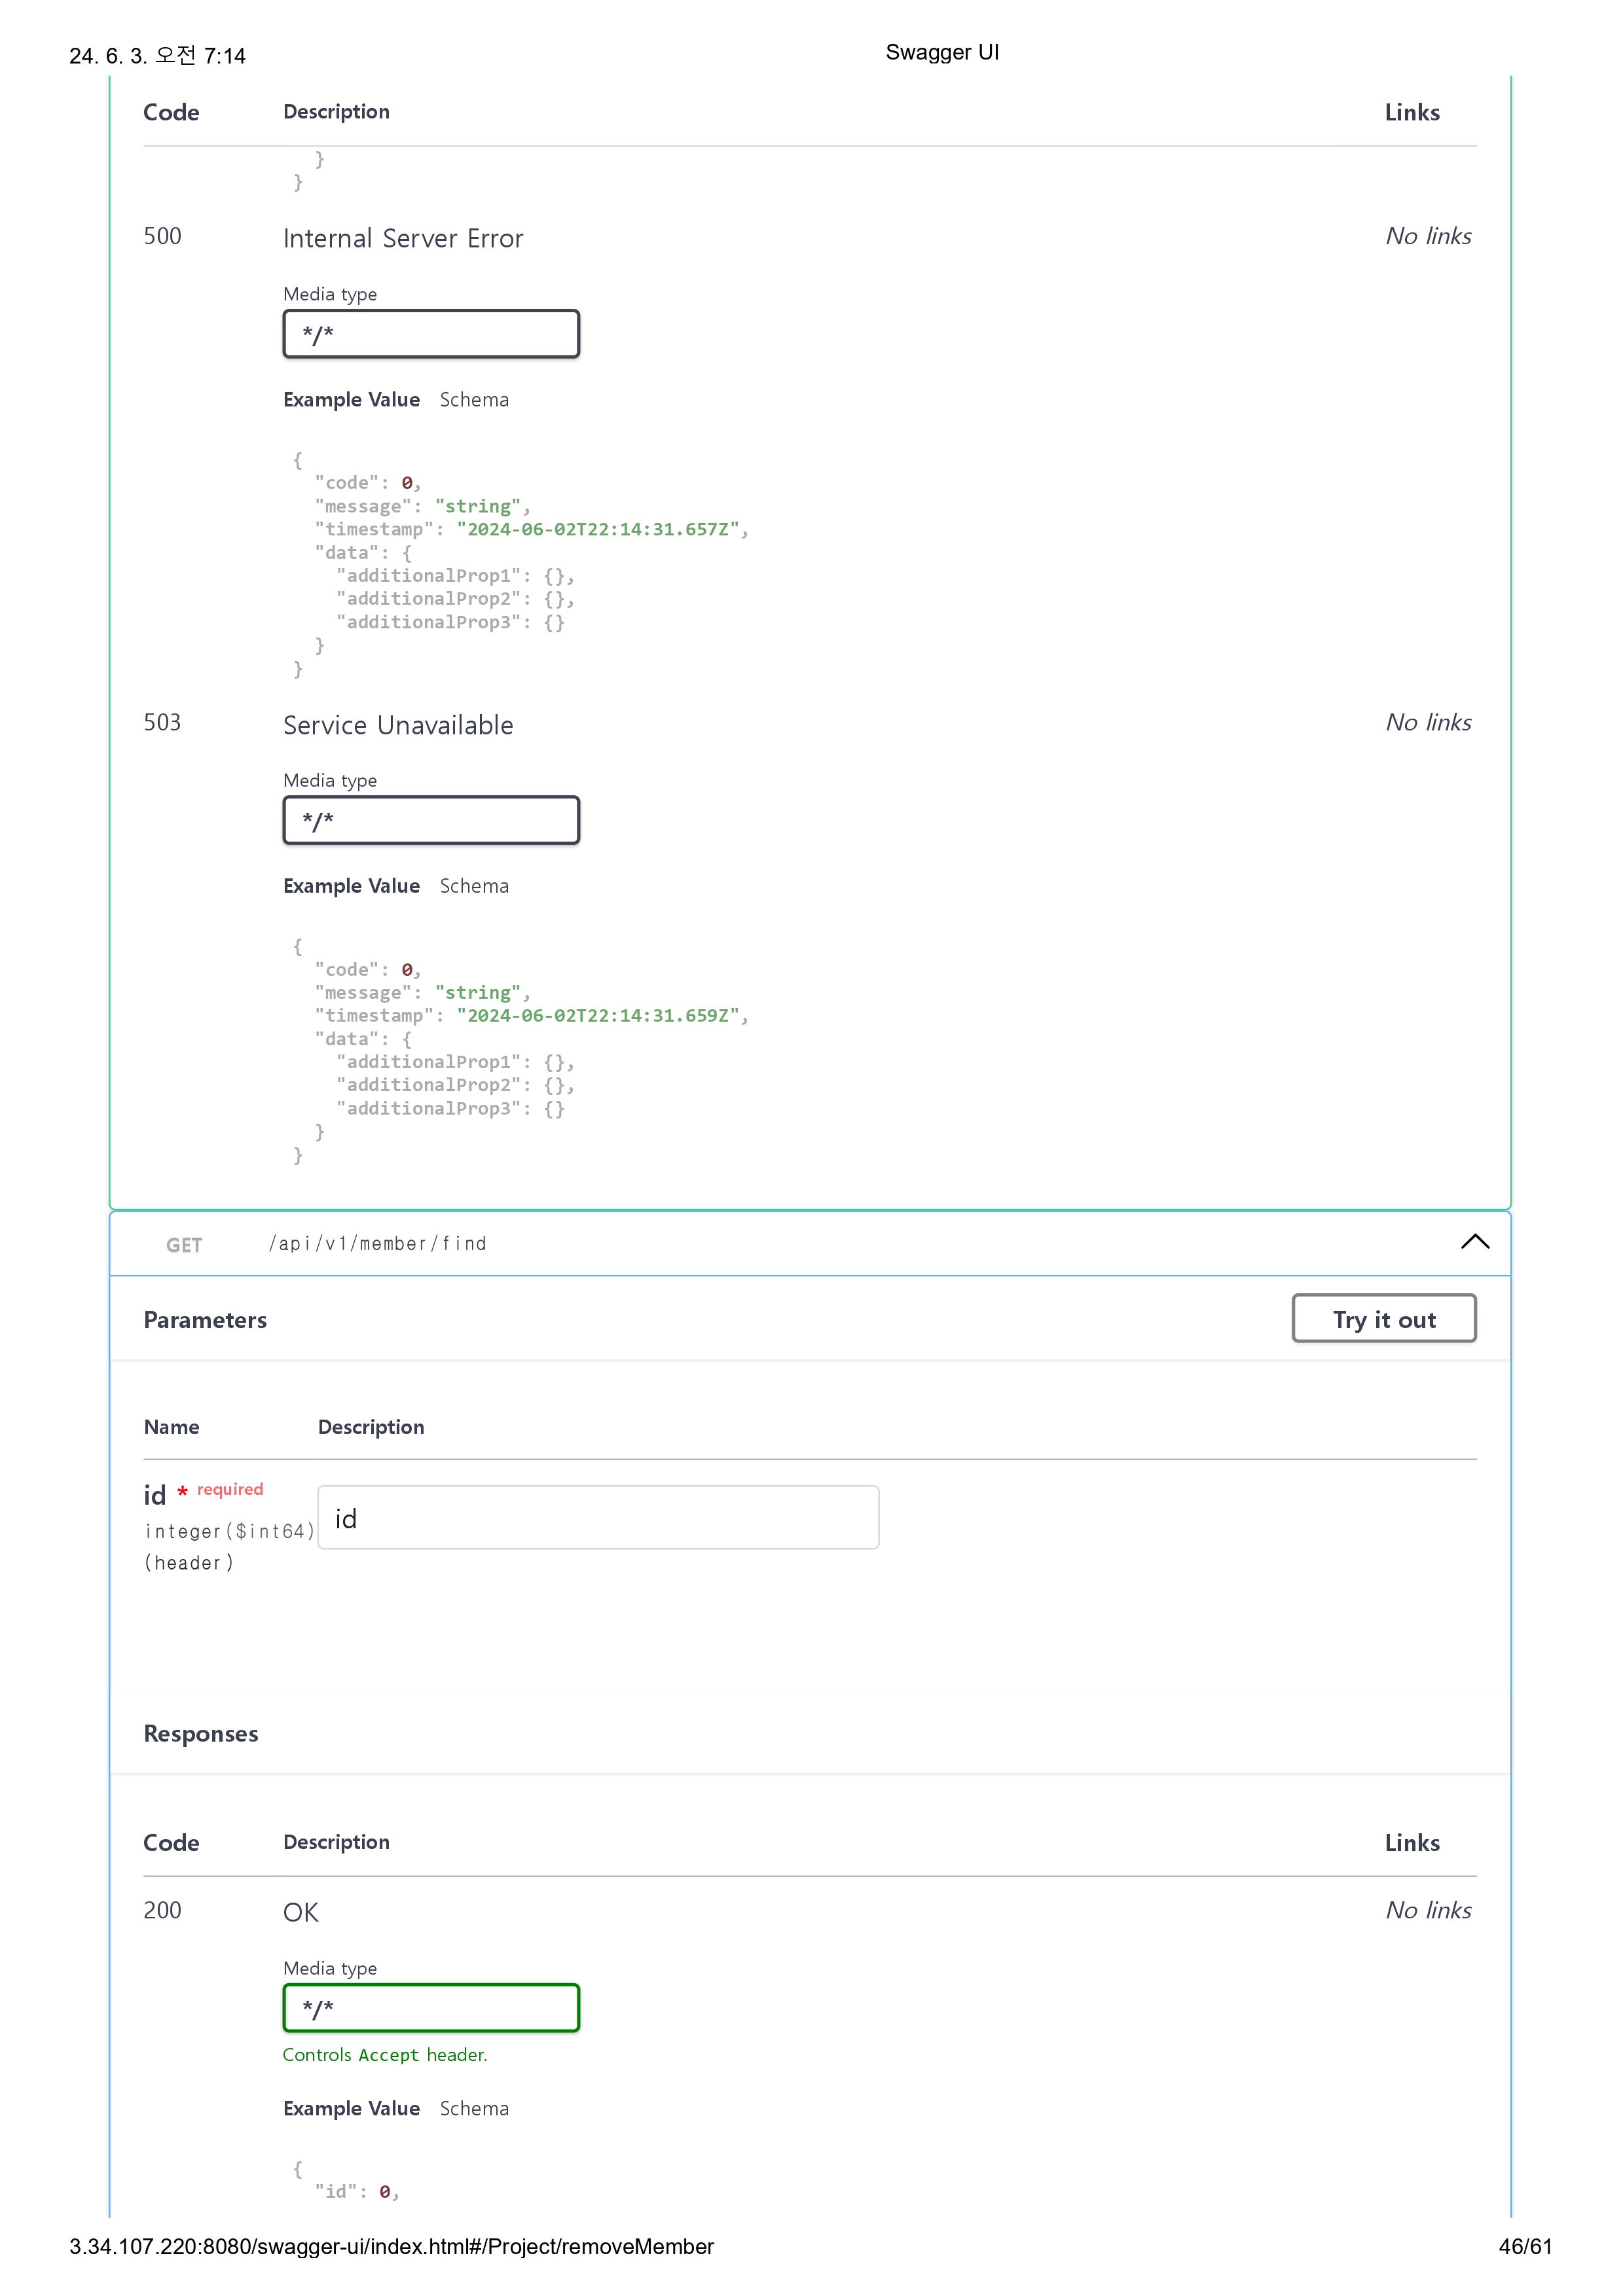 24. 6. 3. 오전 7:14
Swagger UI
Code Description Links
}
}
500 Internal Server Error No links
Media type
*/*
Example Value Schema
{
"code": 0,
"message": "string",
"timestamp": "2024-06-02T22:14:31.657Z",
"data": {
"additionalProp1": {},
"additionalProp2": {},
"additionalProp3": {}
}
}
503 Service Unavailable No links
Media type
*/*
Example Value Schema
{
"code": 0,
"message": "string",
"timestamp": "2024-06-02T22:14:31.659Z",
"data": {
"additionalProp1": {},
"additionalProp2": {},
"additionalProp3": {}
}
}
GET /api/v1/member/find
Parameters Try it out
Name Description
id * required
id
integer($int64)
(header)
Responses
Code Description Links
200 OK No links
Media type
*/*
Controls Accept header.
Example Value Schema
{
"id": 0,
3.34.107.220:8080/swagger-ui/index.html#/Project/removeMember 46/61